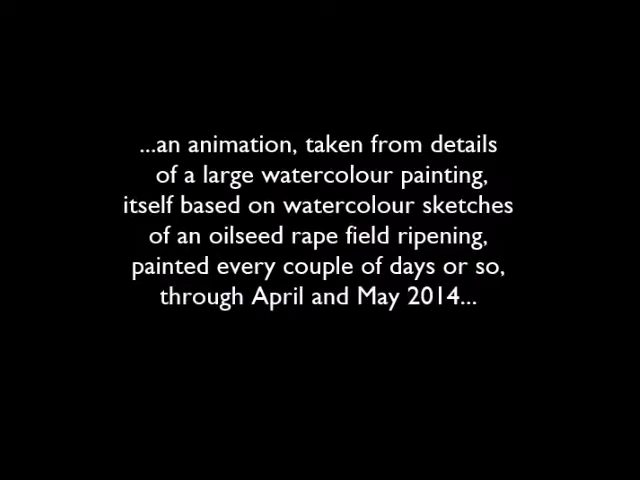 ...an animation, taken from details
of a large watercolour painting,
itself based on watercolour sketches
of an oilseed rape field ripening,
painted every couple of days or so,
through April and May 2014...